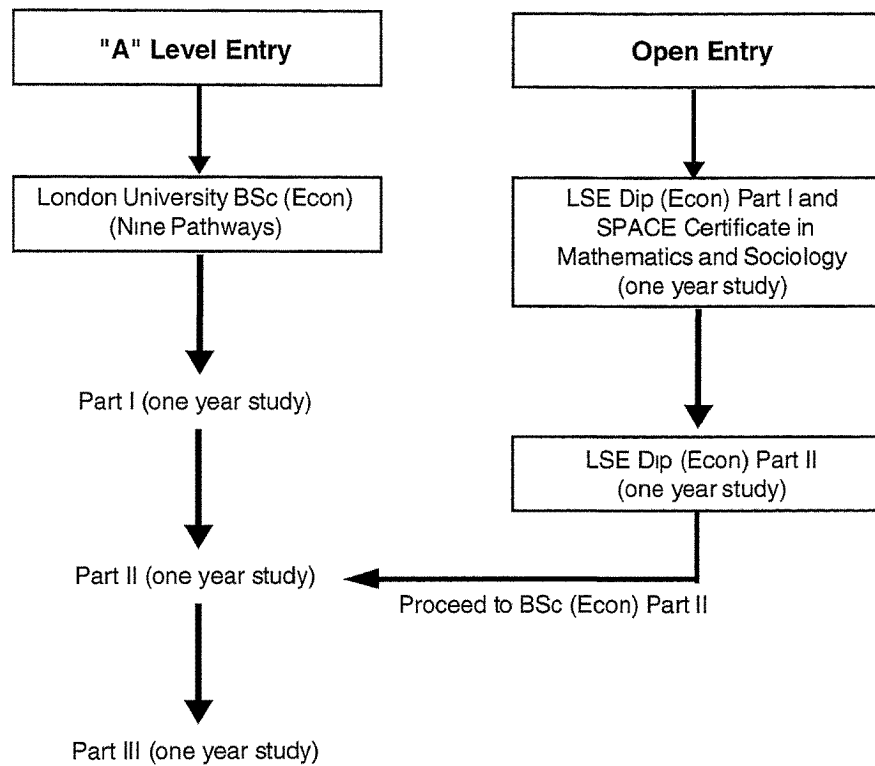 "A" Level Entry
London University BSc (Econ)
(Nine Pathways)
Part I (one year study)
Part II (one year study)
Part III (one year study)
Open Entry
LSE Dip (Econ) Part I and
SPACE Certificate in
Mathematics and Sociology
(one year study)
LSE Dip (Econ) Part II
(one year study)
Proceed to BSc (Econ) Part II